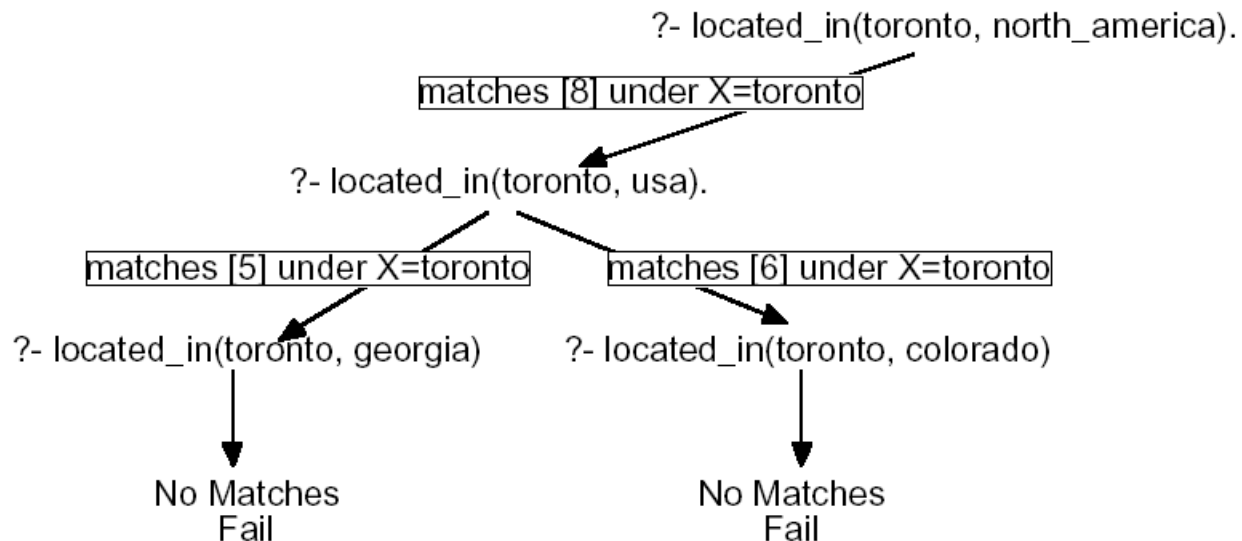 ?- located_in(toronto, north_america).
matches [8] under X=toronto
?- located_in(toronto, usa).
matches [5] under X=toronto
matches [6] under X=toronto
?- located_in(toronto, georgia)
?- located_in(toronto, colorado)
No Matches
Fail
No Matches
Fail